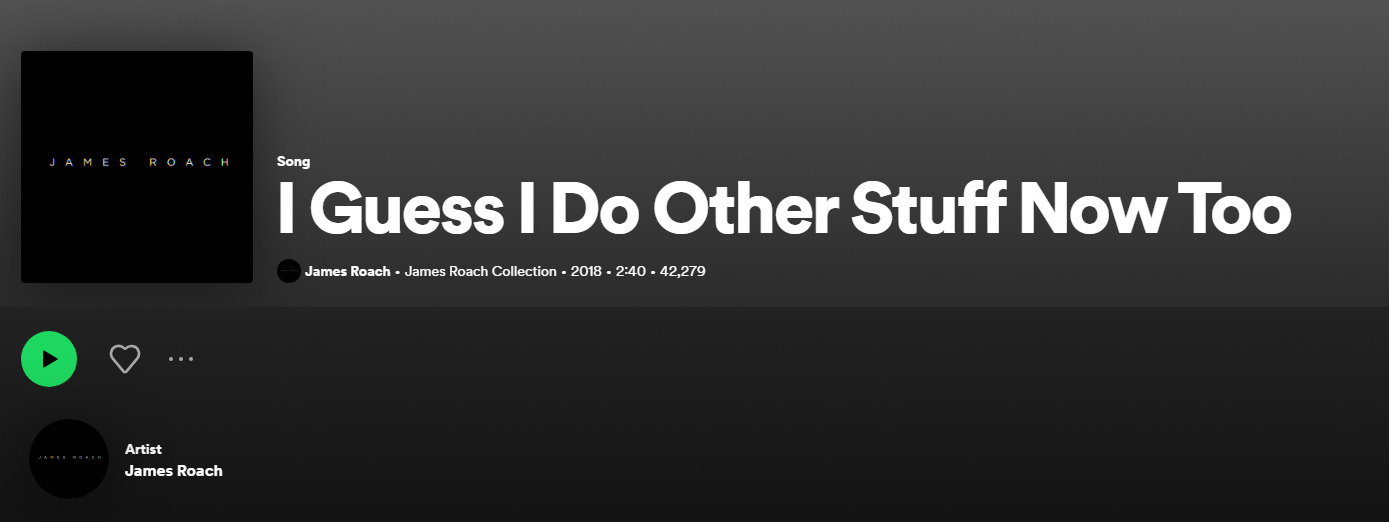 JAMES ROACH
Song
I Guess I Do Other Stuff Now Too
James Roach • James Roach Collection • 2018 • 2:40 • 42,279
JAMES ROACH
Artist
James Roach